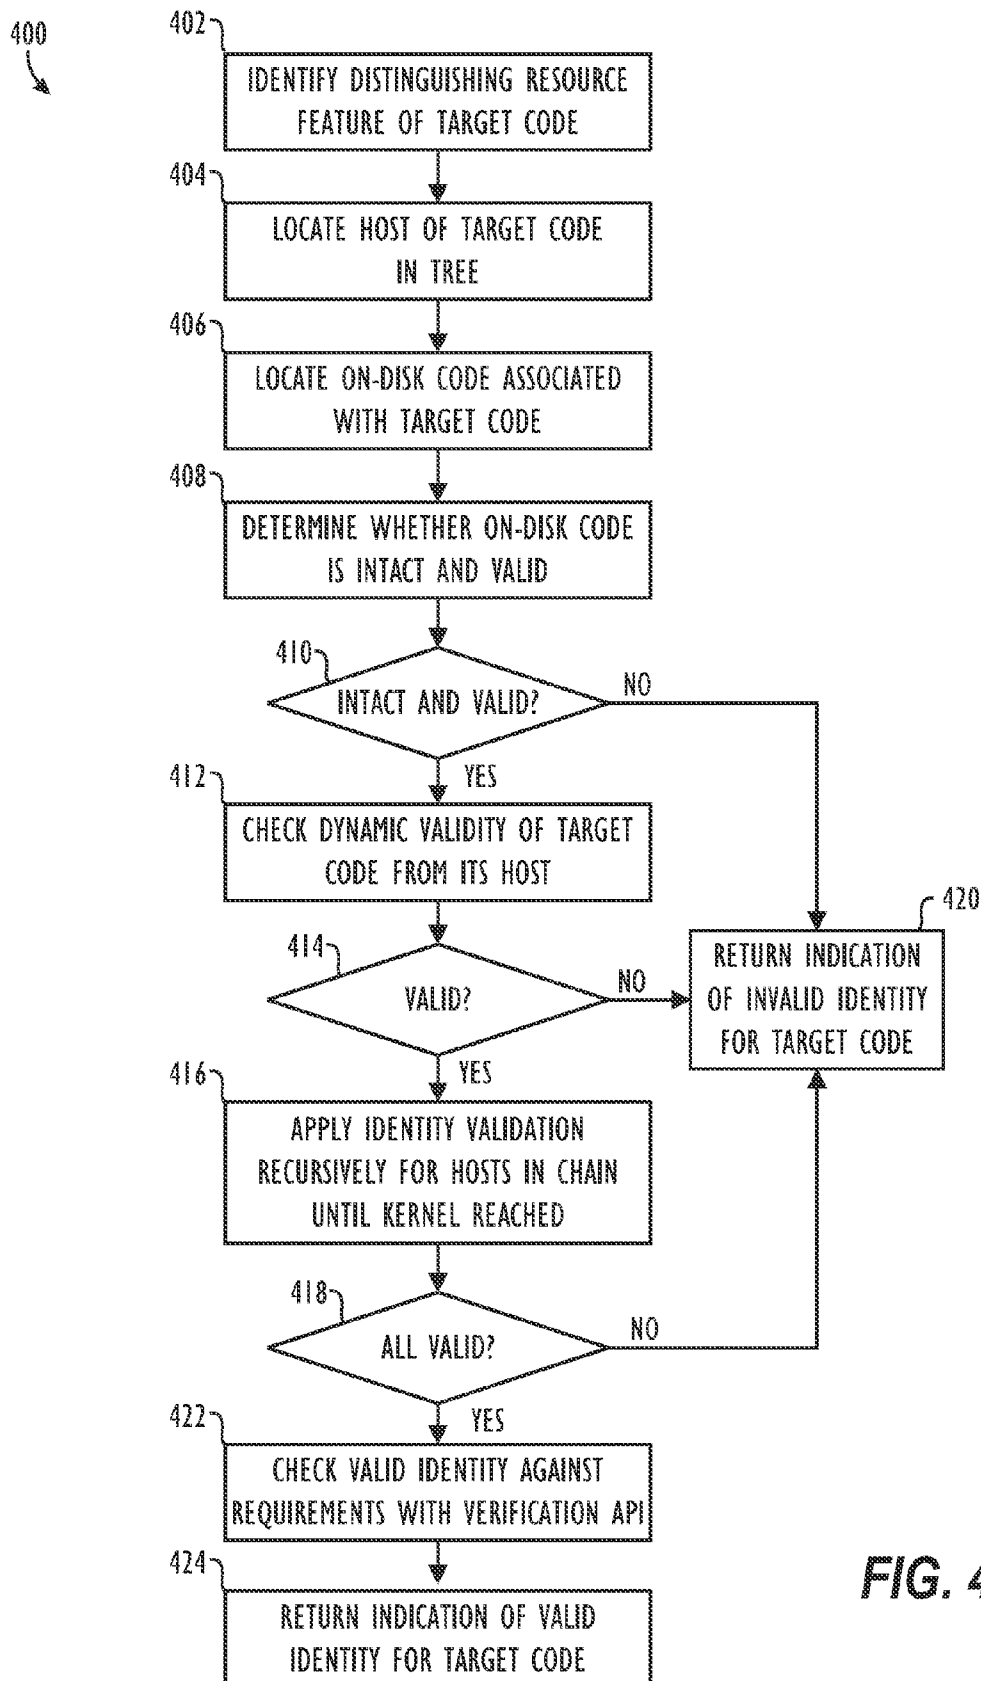 400
402
IDENTIFY DISTINGUISHING RESOURCE
FEATURE OF TARGET CODE
404
LOCATE HOST OF TARGET CODE
IN TREE
406
LOCATE ON-DISK CODE ASSOCIATED
WITH TARGET CODE
408
DETERMINE WHETHER ON-DISK CODE
IS INTACT AND VALID
410
INTACT AND VALID?
NO
YES
412
CHECK DYNAMIC VALIDITY OF TARGET
CODE FROM ITS HOST
414
VALID?
NO
YES
420
RETURN INDICATION
OF INVALID IDENTITY
FOR TARGET CODE
416
APPLY IDENTITY VALIDATION
RECURSIVELY FOR HOSTS IN CHAIN
UNTIL KERNEL REACHED
418
ALL VALID?
NO
YES
422
CHECK VALID IDENTITY AGAINST
REQUIREMENTS WITH VERIFICATION API
424
RETURN INDICATION OF VALID
IDENTITY FOR TARGET CODE
FIG. 4